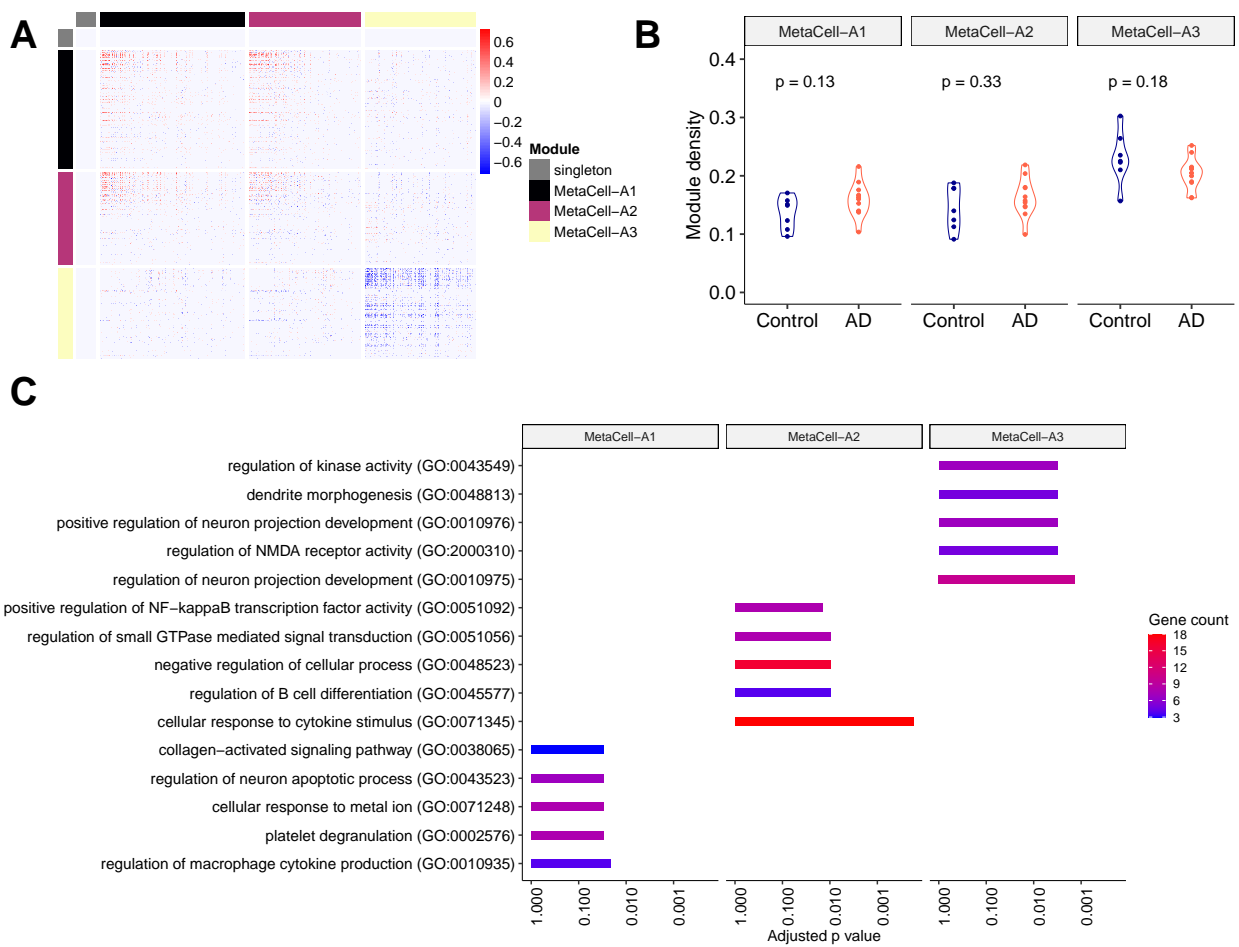 A
0.6
0.4
0.2
0
−0.2
−0.4
−0.6
Module
singleton
MetaCell−A1
MetaCell−A2
MetaCell−A3
B
MetaCell−A1
MetaCell−A2
MetaCell−A3
Module density
0.4
0.3
0.2
0.1
0.0
p = 0.13
p = 0.33
p = 0.18
Control
AD
Control
AD
Control
AD
C
MetaCell−A1
MetaCell−A2
MetaCell−A3
regulation of kinase activity (GO:0043549)
dendrite morphogenesis (GO:0048813)
positive regulation of neuron projection development (GO:0010976)
regulation of NMDA receptor activity (GO:2000310)
regulation of neuron projection development (GO:0010975)
positive regulation of NF−kappaB transcription factor activity (GO:0051092)
regulation of small GTPase mediated signal transduction (GO:0051056)
negative regulation of cellular process (GO:0048523)
regulation of B cell differentiation (GO:0045577)
cellular response to cytokine stimulus (GO:0071345)
collagen−activated signaling pathway (GO:0038065)
regulation of neuron apoptotic process (GO:0043523)
cellular response to metal ion (GO:0071248)
platelet degranulation (GO:0002576)
regulation of macrophage cytokine production (GO:0010935)
1.000
0.100
0.010
0.001
1.000
0.100
0.010
0.001
1.000
0.100
0.010
0.001
Adjusted p value
Gene count
18
15
12
9
6
3